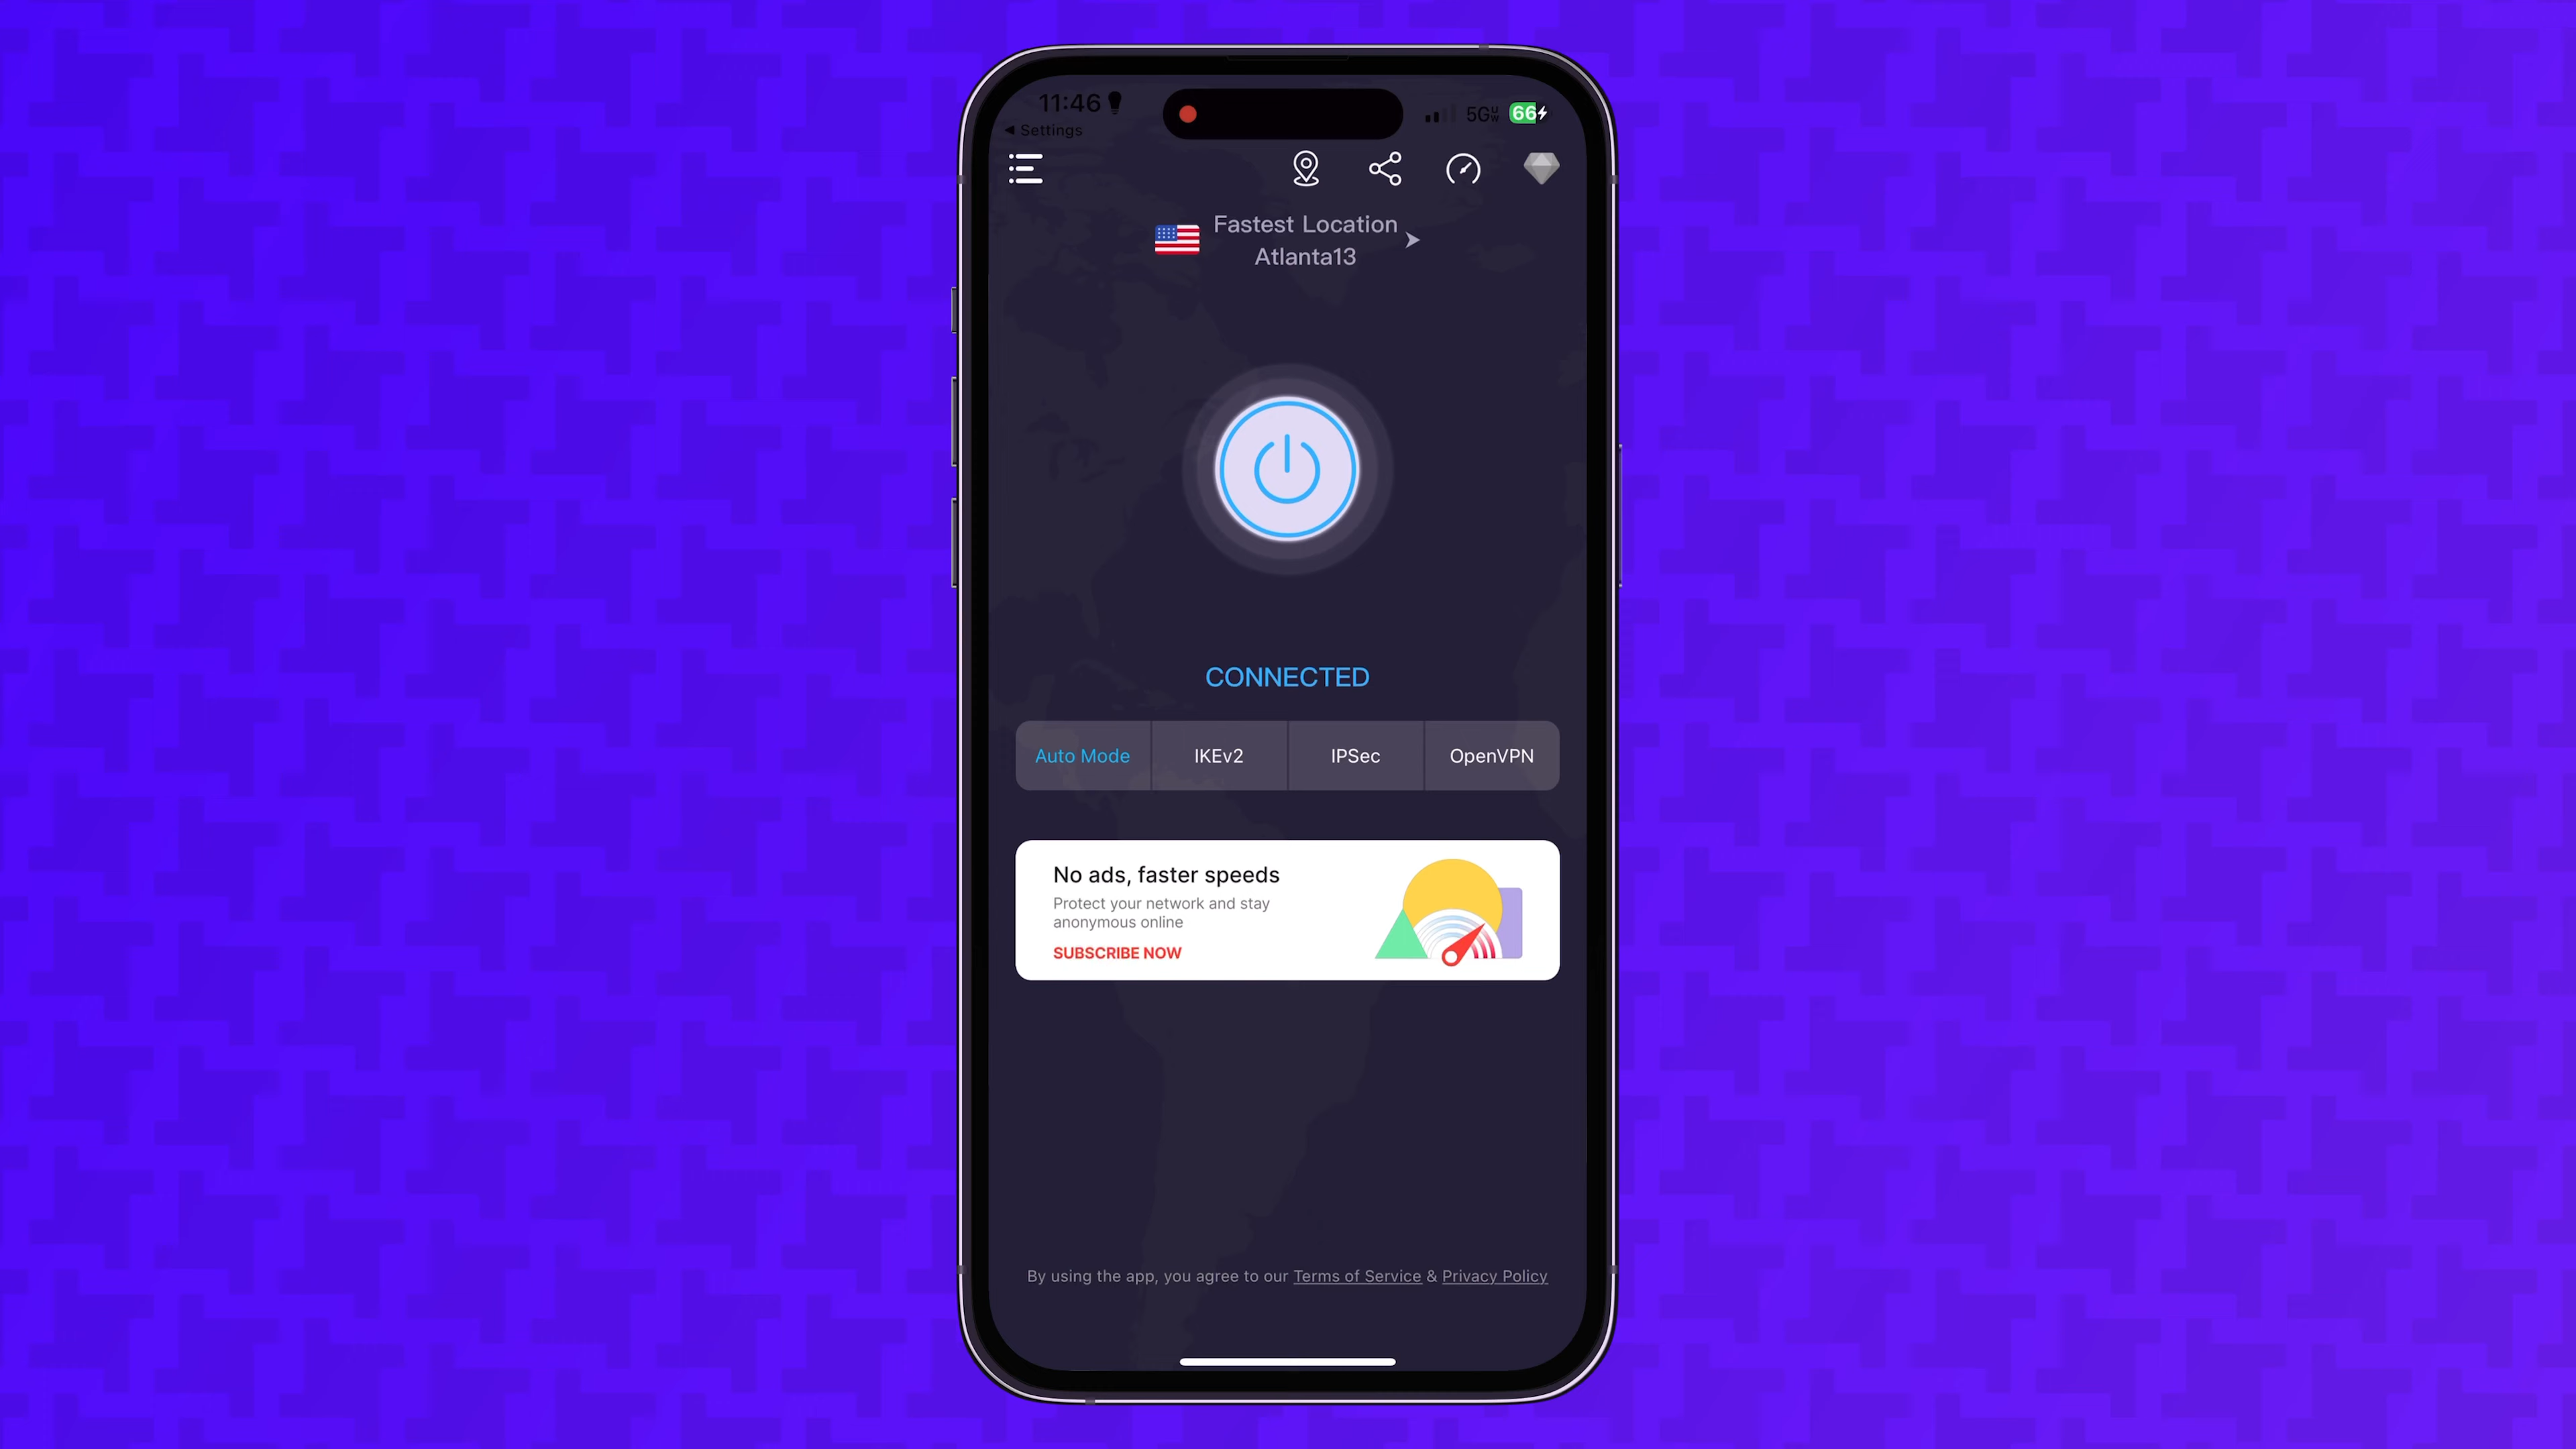 11:46
5G UW 66
◀ Settings
Fastest Location
Atlanta13
CONNECTED
Auto Mode IKEv2 IPSec OpenVPN
No ads, faster speeds
Protect your network and stay
anonymous online
SUBSCRIBE NOW
By using the app, you agree to our Terms of Service & Privacy Policy